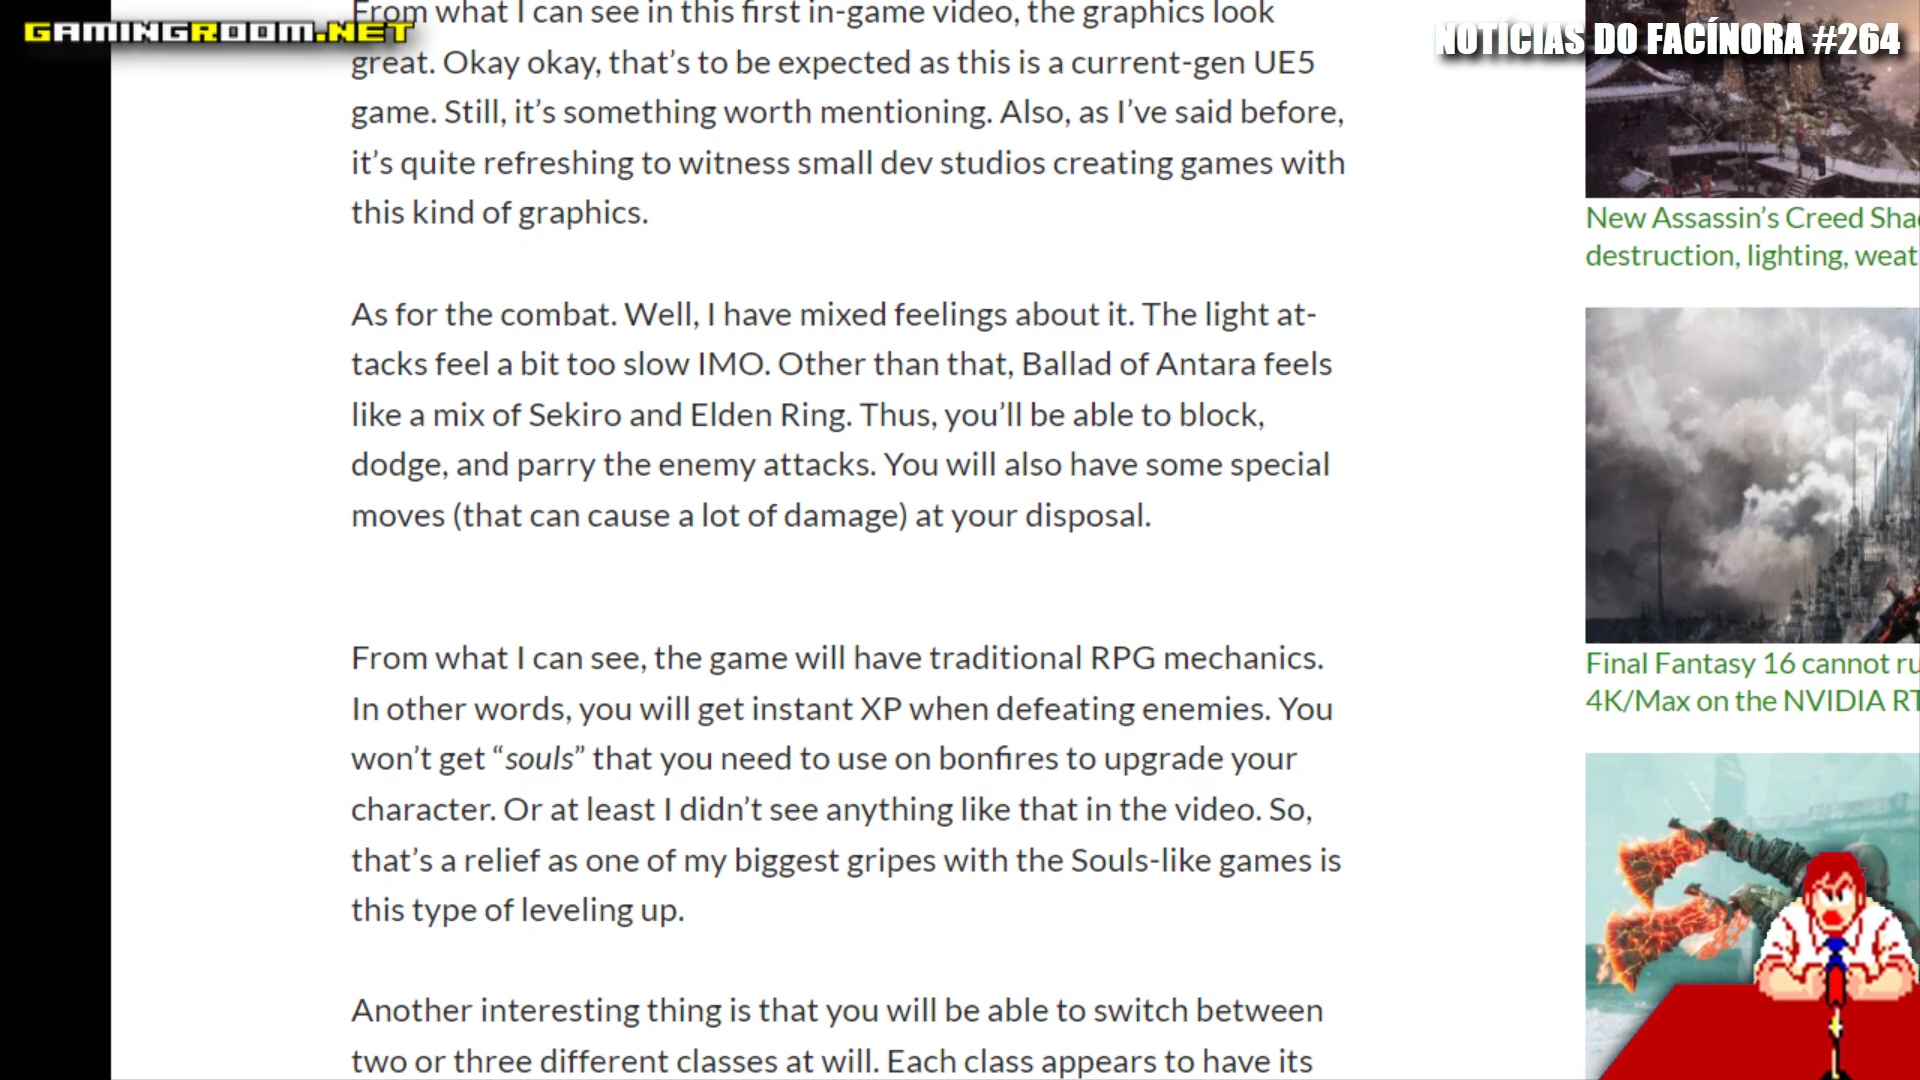 GAMINGROOM.NET
NOTÍCIAS DO FACÍNORA #264
From what I can see in this first in-game video, the graphics look
great. Okay okay, that’s to be expected as this is a current-gen UE5
game. Still, it’s something worth mentioning. Also, as I’ve said before,
it’s quite refreshing to witness small dev studios creating games with
this kind of graphics.
As for the combat. Well, I have mixed feelings about it. The light at-
tacks feel a bit too slow IMO. Other than that, Ballad of Antara feels
like a mix of Sekiro and Elden Ring. Thus, you’ll be able to block,
dodge, and parry the enemy attacks. You will also have some special
moves (that can cause a lot of damage) at your disposal.
From what I can see, the game will have traditional RPG mechanics.
In other words, you will get instant XP when defeating enemies. You
won’t get “souls” that you need to use on bonfires to upgrade your
character. Or at least I didn’t see anything like that in the video. So,
that’s a relief as one of my biggest gripes with the Souls-like games is
this type of leveling up.
Another interesting thing is that you will be able to switch between
two or three different classes at will. Each class appears to have its
New Assassin’s Creed
destruction, lighting,
Final Fantasy 16 cannot
4K/Max on the NVIDIA